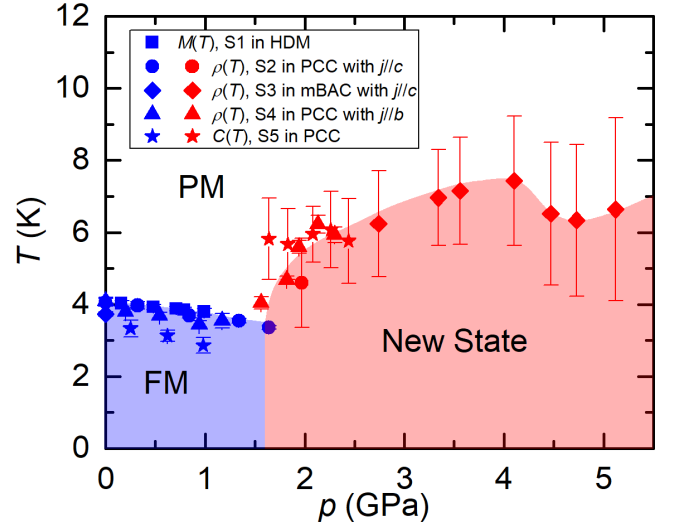 12
10
8
6
4
2
0
T (K)
M(T), S1 in HDM
ρ(T), S2 in PCC with j//c
ρ(T), S3 in mBAC with j//c
ρ(T), S4 in PCC with j//b
C(T), S5 in PCC
PM
FM
New State
0 1 2 3 4 5
p (GPa)